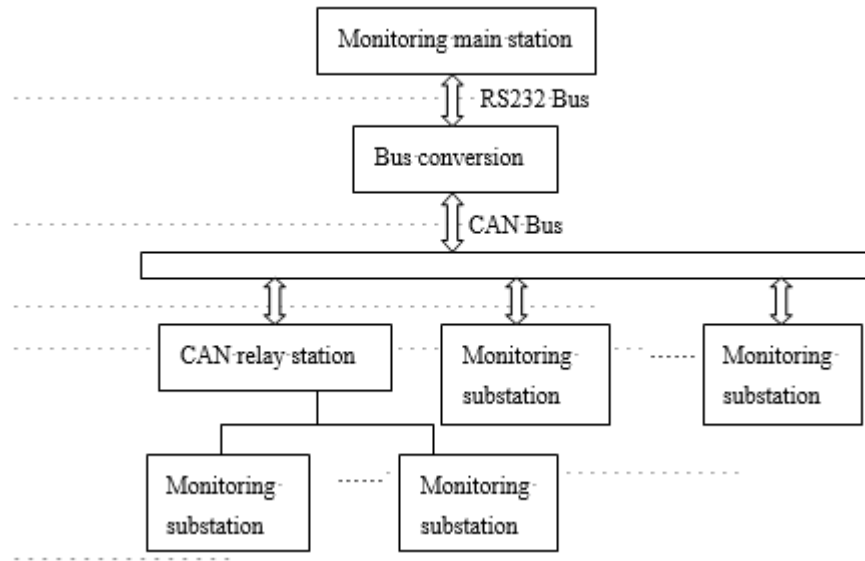 Monitoring main station
RS232 Bus
Bus conversion
CAN Bus
CAN relay station
Monitoring
substation
Monitoring
substation
Monitoring
substation
Monitoring
substation